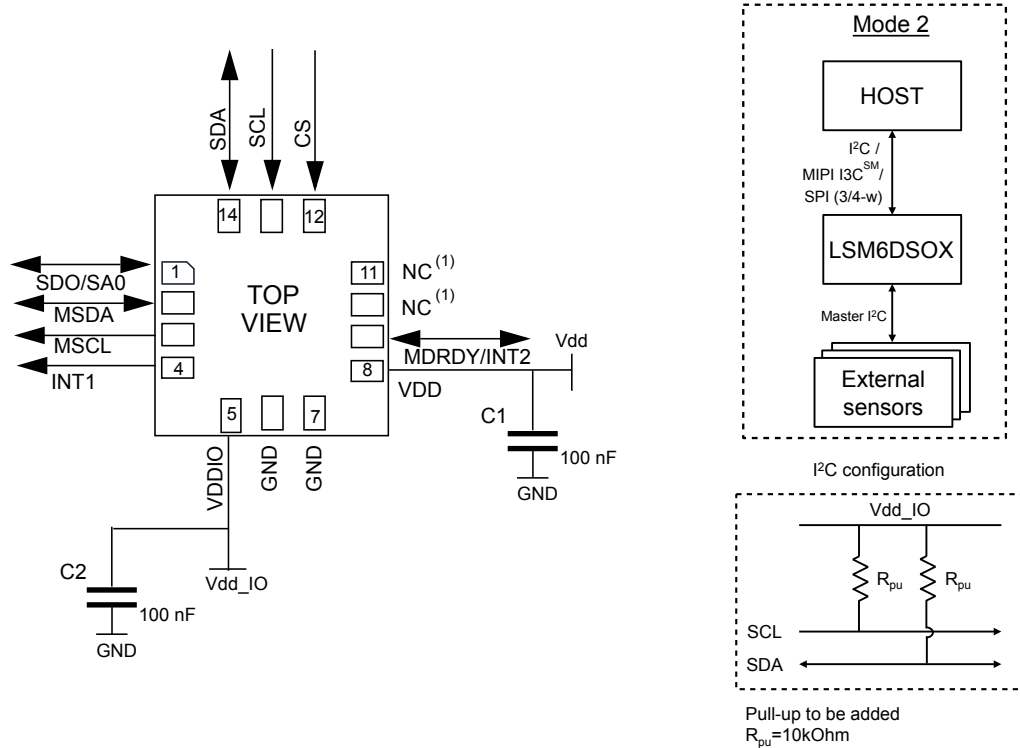 SDA
SCL
CS
14
12
1
11
NC(1)
SDO/SA0
TOP
VIEW
NC(1)
MSDA
MSCL
MDRDY/INT2
Vdd
4
8
INT1
VDD
5
7
C1
100 nF
GND
VDDIO
GND
GND
C2
Vdd_IO
100 nF
GND
Mode 2
HOST
I²C /
MIPI I3C℠/
SPI (3/4-w)
LSM6DSOX
Master I²C
External
sensors
I²C configuration
Vdd_IO
Rpu
Rpu
SCL
SDA
Pull-up to be added
Rpu=10kOhm